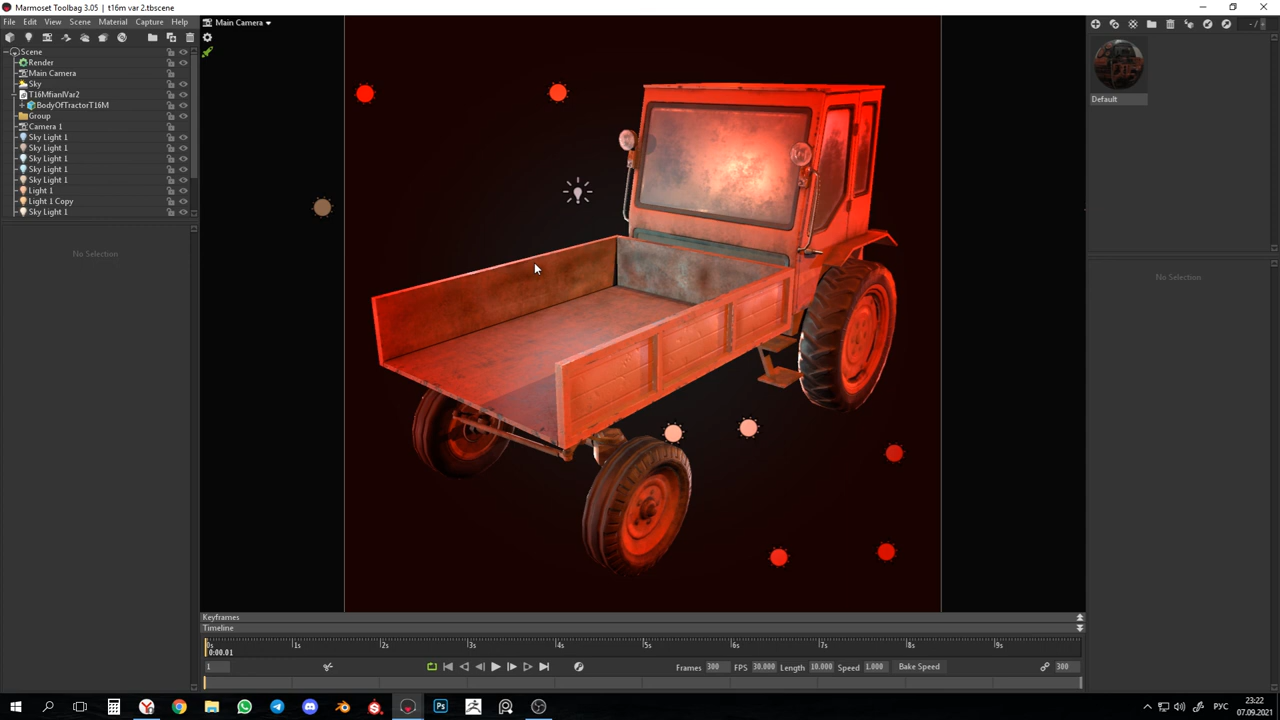 Marmoset Toolbag 3.05 | t16m var 2.tbscene
File Edit View Scene Material Capture Help
Main Camera
- / -
Scene
Render
Main Camera
Sky
T16MfianlVar2
BodyOfTractorT16M
Group
Camera 1
Sky Light 1
Sky Light 1
Sky Light 1
Sky Light 1
Sky Light 1
Light 1
Light 1 Copy
Sky Light 1
No Selection
Default
No Selection
Keyframes
Timeline
0s 1s 2s 3s 4s 5s 6s 7s 8s 9s
0:00.01
1 Frames 300 FPS 30.000 Length 10.000 Speed 1.000 Bake Speed 300
Ps
РУС
23:22
07.09.2021